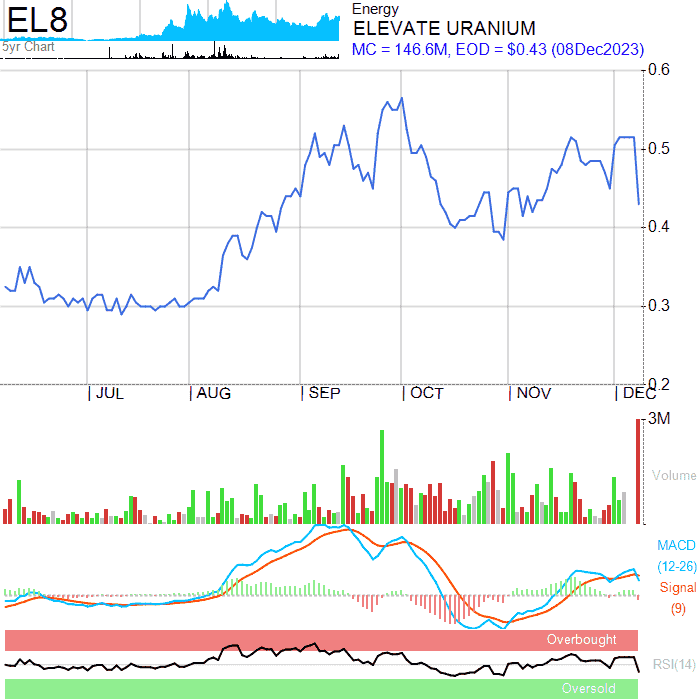 EL8
5yr Chart
Energy
ELEVATE URANIUM
MC = 146.6M, EOD = $0.43 (08Dec2023)
0.6
0.5
0.4
0.3
0.2
JUL AUG SEP OCT NOV DEC
3M
Volume
MACD
(12-26)
Signal
(9)
Overbought
RSI(14)
Oversold